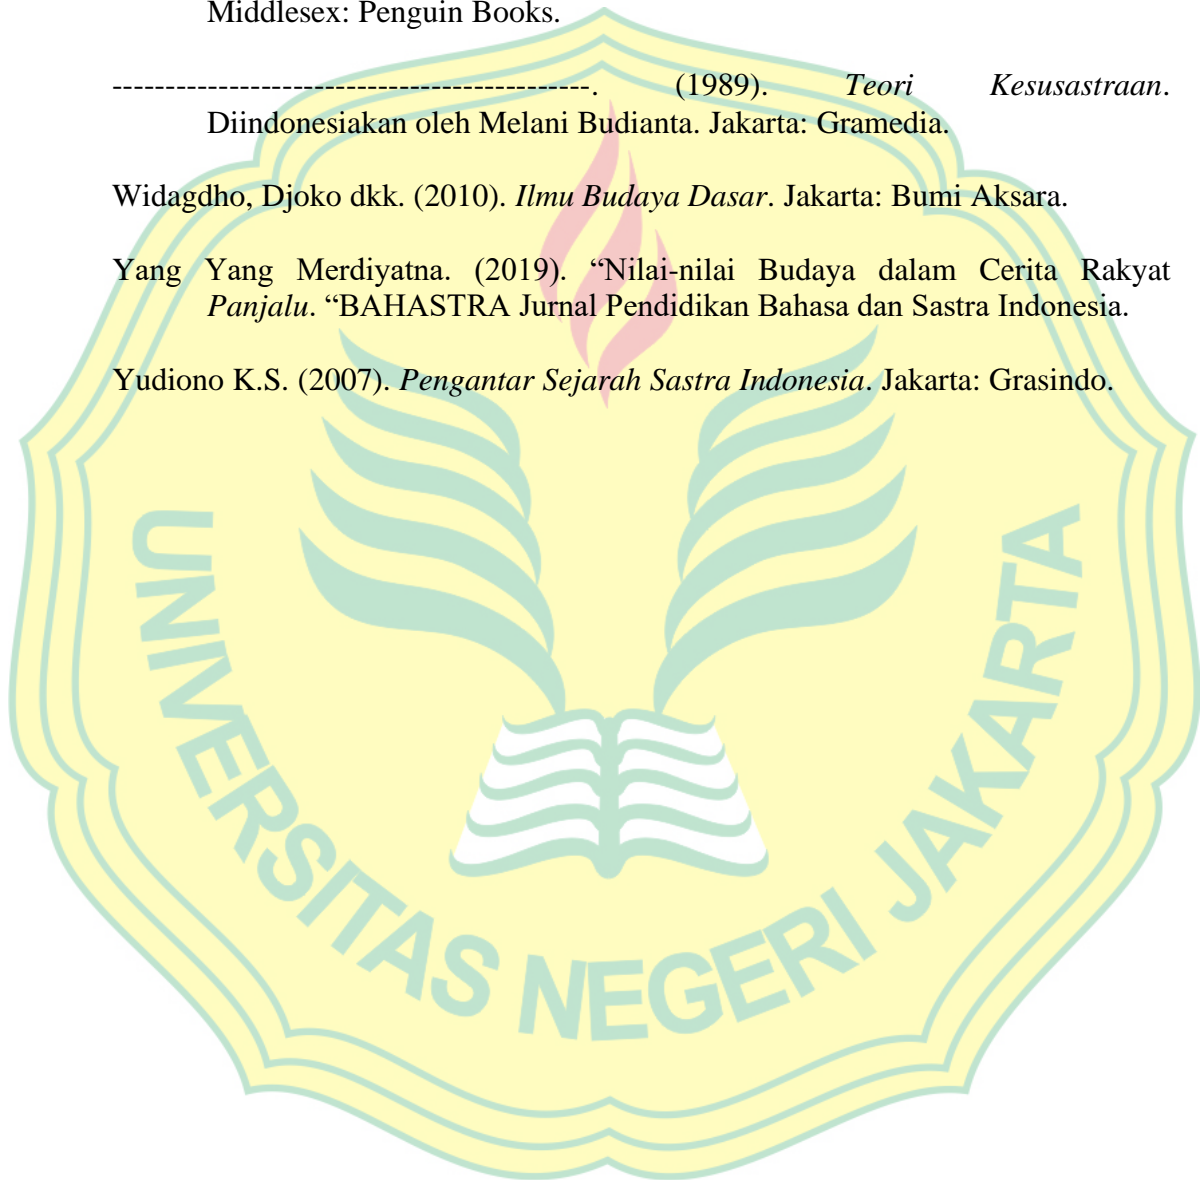 Middlesex: Penguin Books.
---------------------------------------------. (1989). Teori Kesusastraan.
Diindonesiakan oleh Melani Budianta. Jakarta: Gramedia.
Widagdho, Djoko dkk. (2010). Ilmu Budaya Dasar. Jakarta: Bumi Aksara.
Yang Yang Merdiyatna. (2019). “Nilai-nilai Budaya dalam Cerita Rakyat
Panjalu. “BAHASTRA Jurnal Pendidikan Bahasa dan Sastra Indonesia.
Yudiono K.S. (2007). Pengantar Sejarah Sastra Indonesia. Jakarta: Grasindo.
UNIVERSITAS NEGERI JAKARTA